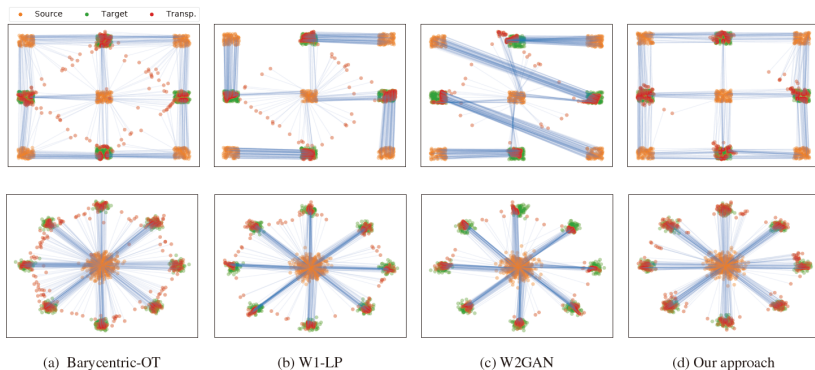 Source Target Transp.
(a) Barycentric-OT (b) W1-LP (c) W2GAN (d) Our approach